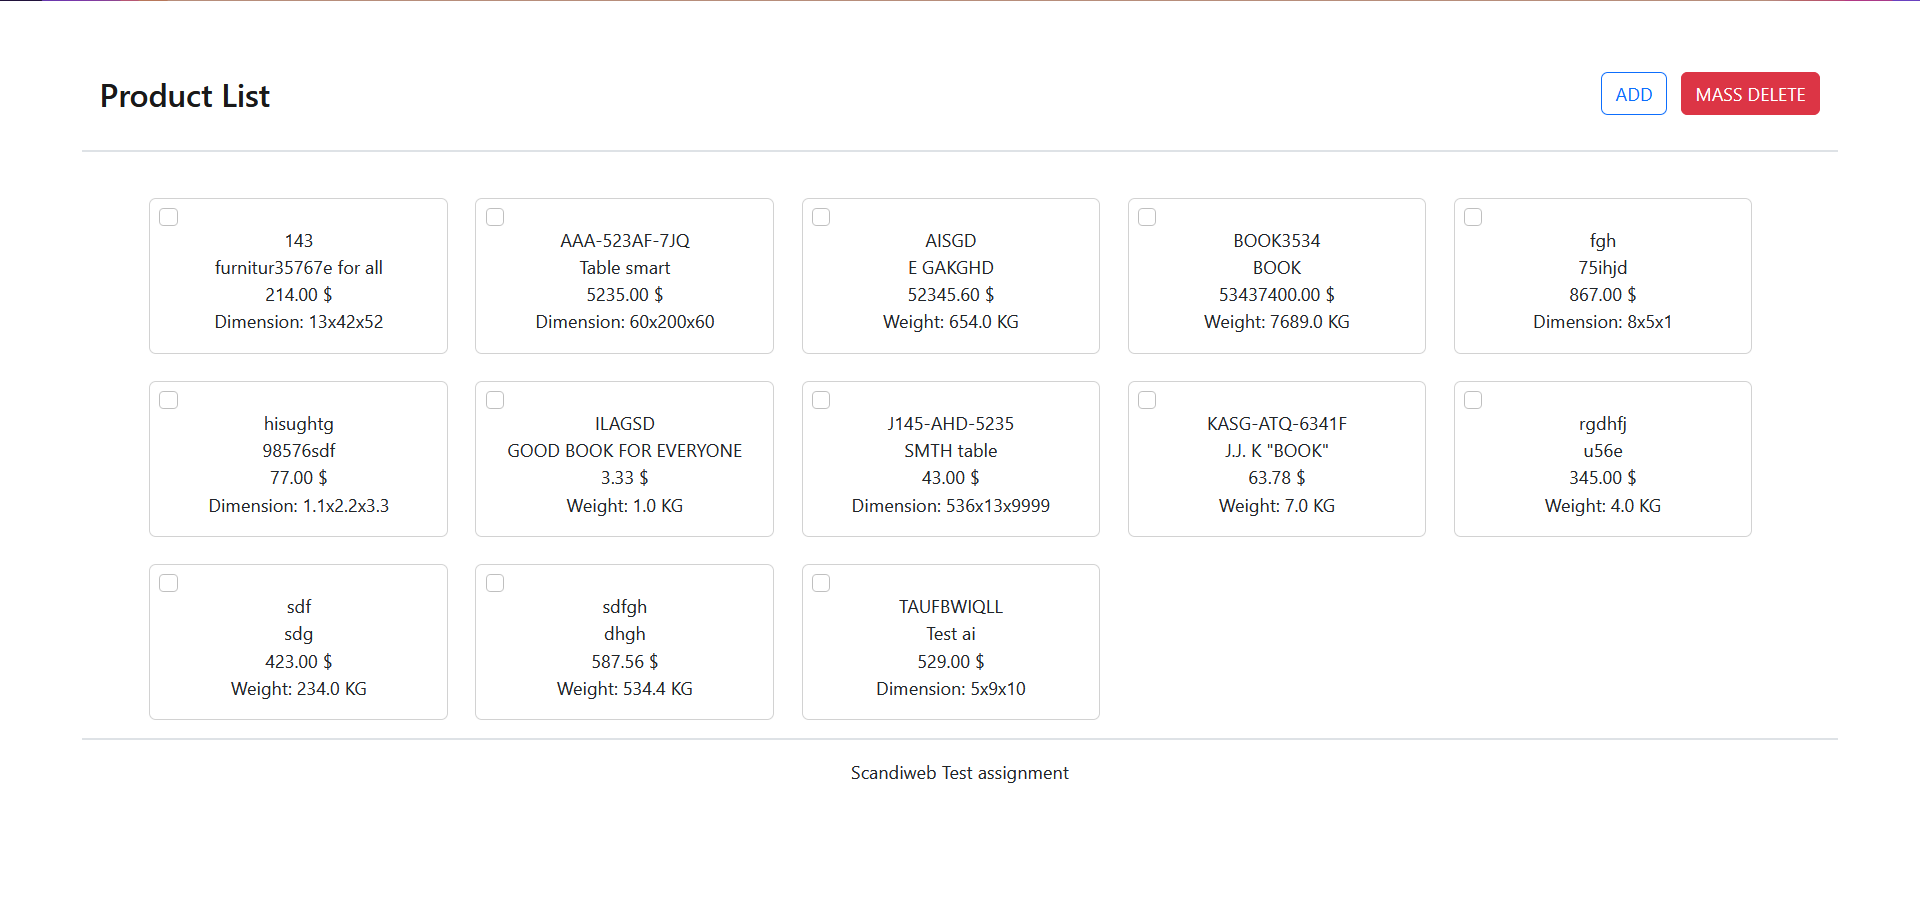 Product List
ADD
MASS DELETE
143
furnitur35767e for all
214.00 $
Dimension: 13x42x52
AAA-523AF-7JQ
Table smart
5235.00 $
Dimension: 60x200x60
AISGD
E GAKGHD
52345.60 $
Weight: 654.0 KG
BOOK3534
BOOK
53437400.00 $
Weight: 7689.0 KG
fgh
75ihjd
867.00 $
Dimension: 8x5x1
hisughtg
98576sdf
77.00 $
Dimension: 1.1x2.2x3.3
ILAGSD
GOOD BOOK FOR EVERYONE
3.33 $
Weight: 1.0 KG
J145-AHD-5235
SMTH table
43.00 $
Dimension: 536x13x9999
KASG-ATQ-6341F
J.J. K "BOOK"
63.78 $
Weight: 7.0 KG
rgdhfj
u56e
345.00 $
Weight: 4.0 KG
sdf
sdg
423.00 $
Weight: 234.0 KG
sdfgh
dhgh
587.56 $
Weight: 534.4 KG
TAUFBWIQLL
Test ai
529.00 $
Dimension: 5x9x10
Scandiweb Test assignment